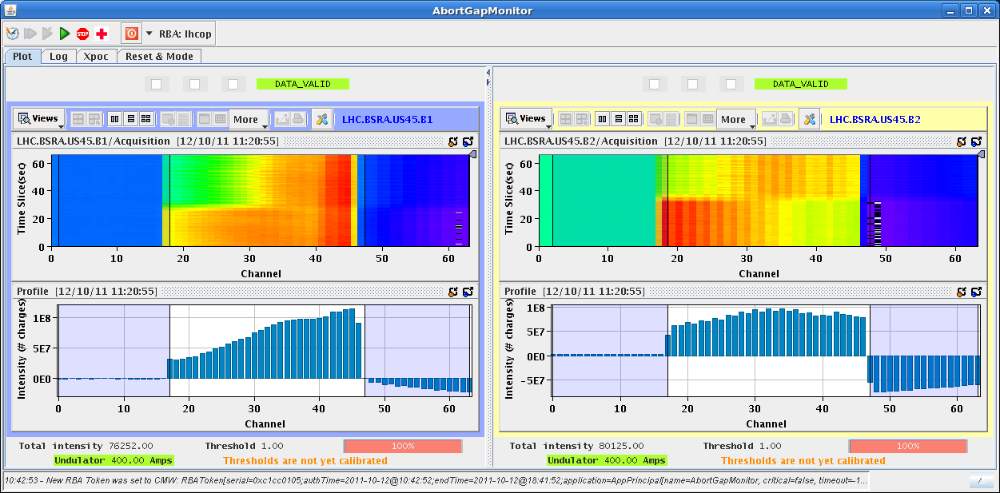 AbortGapMonitor
STOP
RBA: lhcop
Plot Log Xpoc Reset & Mode
DATA_VALID
Views More LHC.BSRA.US45.B1
LHC.BSRA.US45.B1/Acquisition [12/10/11 11:20:55]
Time Slice(sec)
60
40
20
0
0 10 20 30 40 50 60
Channel
Profile [12/10/11 11:20:55]
Intensity (# charges)
1E8
5E7
0E0
0 10 20 30 40 50 60
Channel
Total intensity 76252.00 Threshold 1.00 100%
Undulator 400.00 Amps Thresholds are not yet calibrated
DATA_VALID
Views More LHC.BSRA.US45.B2
LHC.BSRA.US45.B2/Acquisition [12/10/11 11:20:55]
Time Slice(sec)
60
40
20
0
0 10 20 30 40 50 60
Channel
Profile [12/10/11 11:20:55]
Intensity (# charges)
1E8
5E7
0E0
-5E7
0 10 20 30 40 50 60
Channel
Total intensity 80125.00 Threshold 1.00 100%
Undulator 400.00 Amps Thresholds are not yet calibrated
10:42:53 - New RBA Token was set to CMW: RBAToken[serial=0xc1cc0105;authTime=2011-10-12@10:42:52;endTime=2011-10-12@18:41:52;application=AppPrincipal[name=AbortGapMonitor, critical=false, timeout=-1...